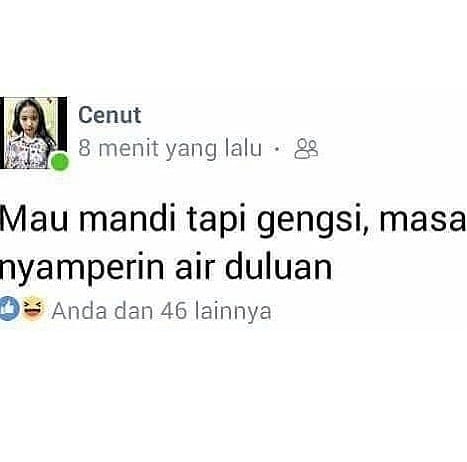 Cenut
8 menit yang lalu ·
Mau mandi tapi gengsi, masa
nyamperin air duluan
Anda dan 46 lainnya